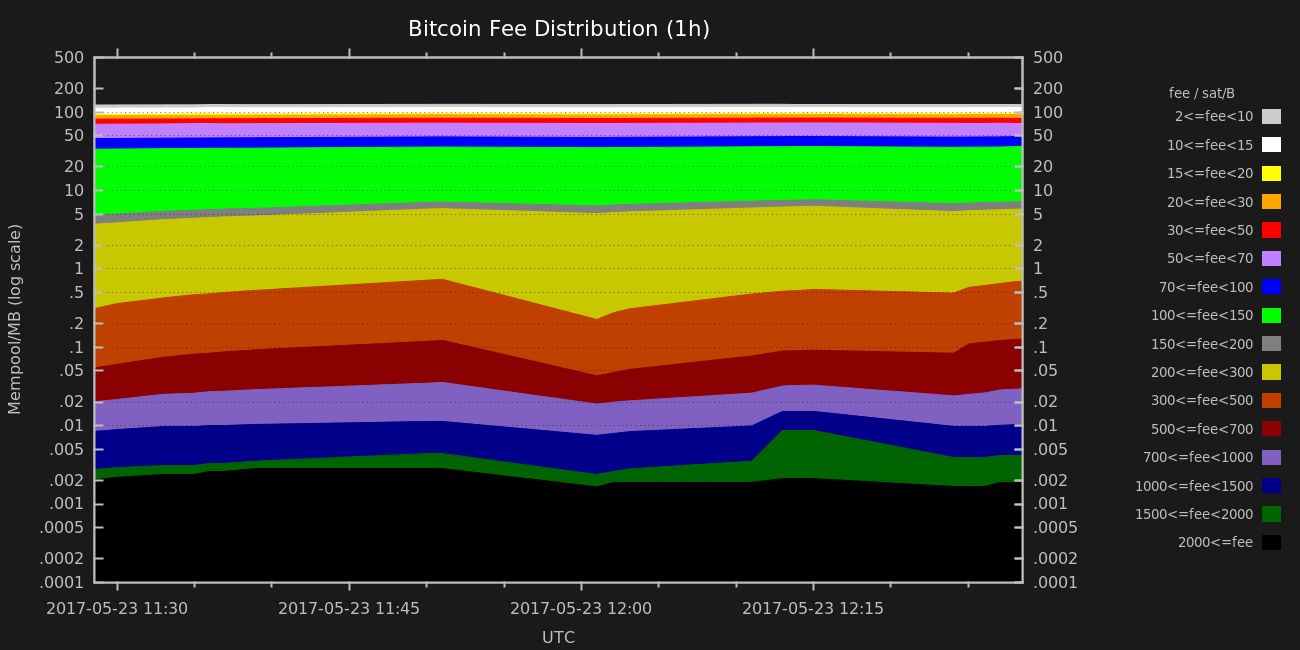 Bitcoin Fee Distribution (1h)
Mempool/MB (log scale)
500
200
100
50
20
10
5
2
1
.5
.2
.1
.05
.02
.01
.005
.002
.001
.0005
.0002
.0001
500
200
100
50
20
10
5
2
1
.5
.2
.1
.05
.02
.01
.005
.002
.001
.0005
.0002
.0001
2017-05-23 11:30 2017-05-23 11:45 2017-05-23 12:00 2017-05-23 12:15
UTC
fee / sat/B
2<=fee<10
10<=fee<15
15<=fee<20
20<=fee<30
30<=fee<50
50<=fee<70
70<=fee<100
100<=fee<150
150<=fee<200
200<=fee<300
300<=fee<500
500<=fee<700
700<=fee<1000
1000<=fee<1500
1500<=fee<2000
2000<=fee